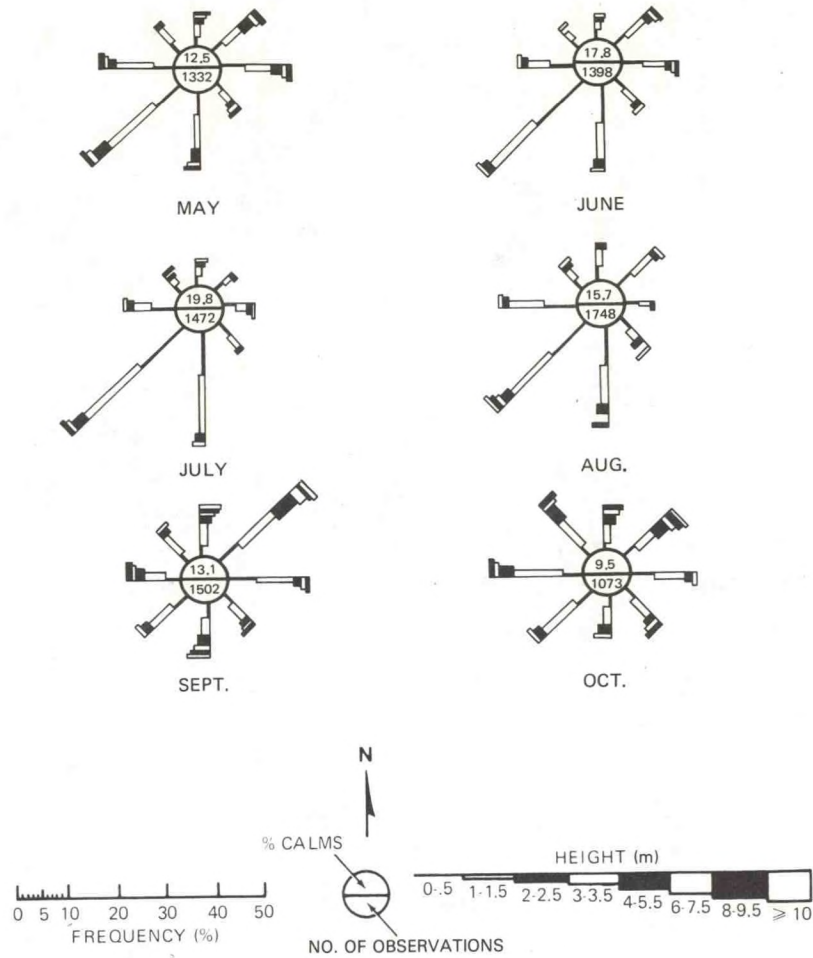 12.5
1332
MAY
17.8
1398
JUNE
19.8
1472
JULY
15.7
1748
AUG.
13.1
1502
SEPT.
9.5
1073
OCT.
N
% CALMS
HEIGHT (m)
0-.5 1-1.5 2-2.5 3-3.5 4-5.5 6-7.5 8-9.5 ⩾ 10
0 5 10 20 30 40 50
FREQUENCY (%)
NO. OF OBSERVATIONS